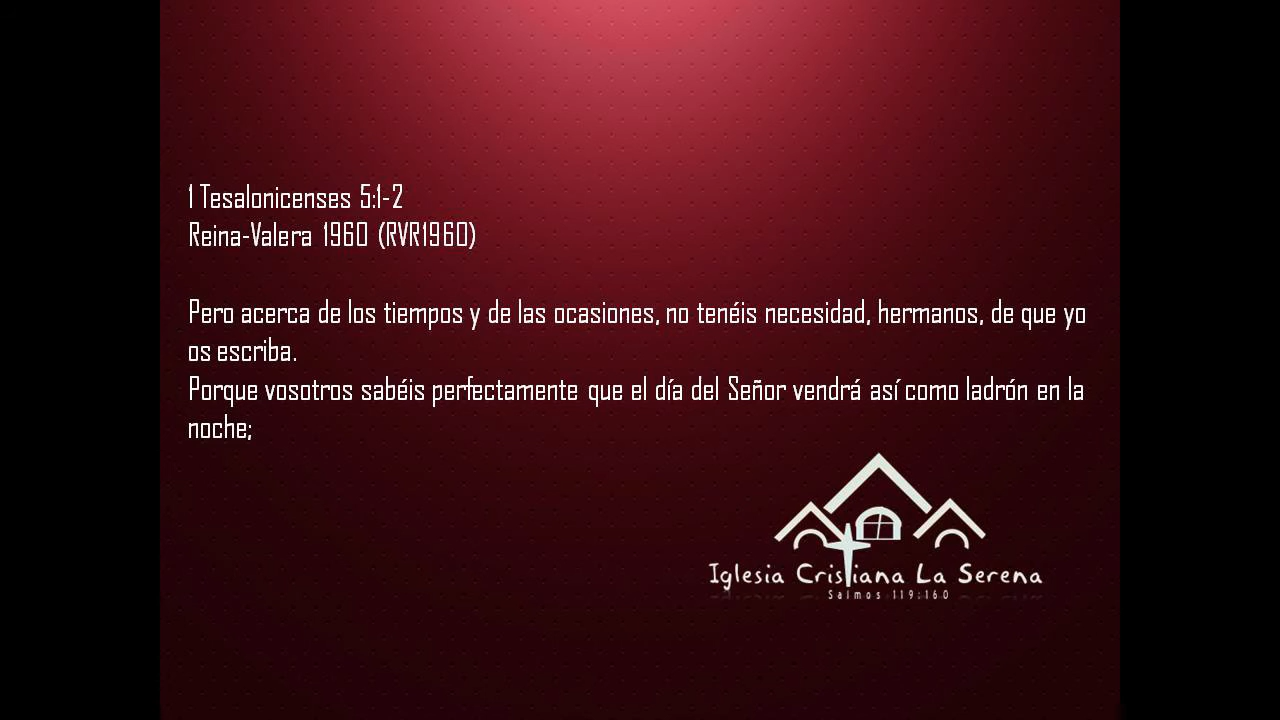 1 Tesalonicenses 5:1-2
Reina-Valera 1960 (RVR1960)
Pero acerca de los tiempos y de las ocasiones, no tenéis necesidad, hermanos, de que yo
os escriba.
Porque vosotros sabéis perfectamente que el día del Señor vendrá así como ladrón en la
noche;
Iglesia Cristiana La Serena
Salmos 119:160